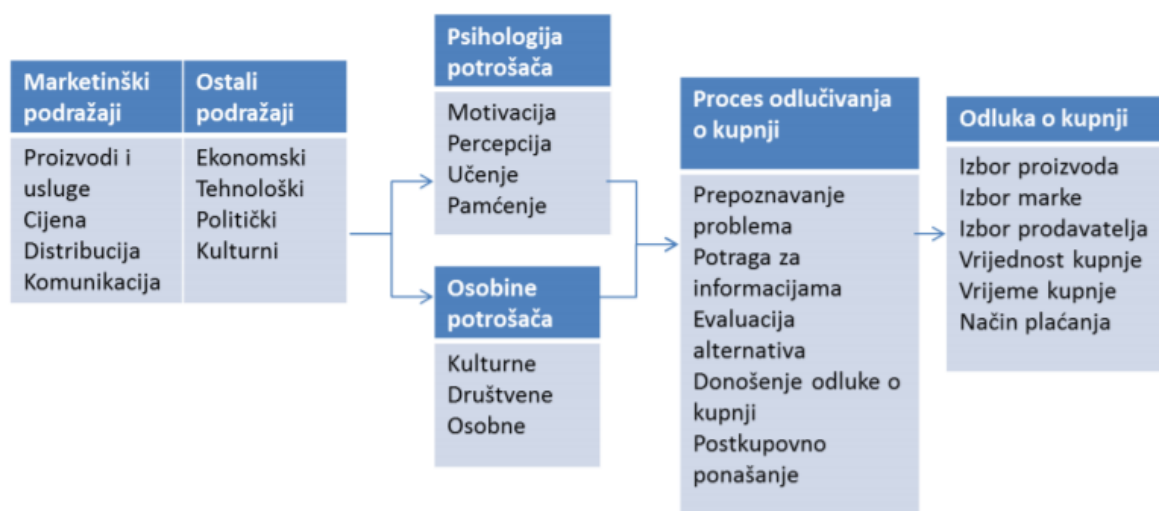 Marketinški
podražaji
Proizvodi i
usluge
Cijena
Distribucija
Komunikacija
Ostali
podražaji
Ekonomski
Tehnološki
Politički
Kulturni
Psihologija
potrošača
Motivacija
Percepcija
Učenje
Pamćenje
Osobine
potrošača
Kulturne
Društvene
Osobne
Proces odlučivanja
o kupnji
Prepoznavanje
problema
Potraga za
informacijama
Evaluacija
alternativa
Donošenje odluke o
kupnji
Postkupovno
ponašanje
Odluka o kupnji
Izbor proizvoda
Izbor marke
Izbor prodavatelja
Vrijednost kupnje
Vrijeme kupnje
Način plaćanja